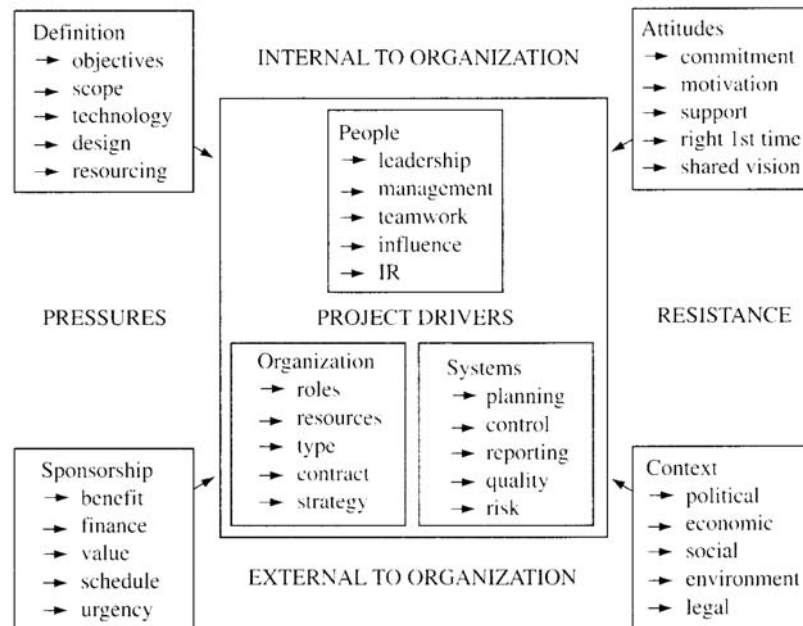 Definition
→ objectives
→ scope
→ technology
→ design
→ resourcing
INTERNAL TO ORGANIZATION
Attitudes
→ commitment
→ motivation
→ support
→ right 1st time
→ shared vision
People
→ leadership
→ management
→ teamwork
→ influence
→ IR
PRESSURES
PROJECT DRIVERS
RESISTANCE
Organization
→ roles
→ resources
→ type
→ contract
→ strategy
Systems
→ planning
→ control
→ reporting
→ quality
→ risk
Sponsorship
→ benefit
→ finance
→ value
→ schedule
→ urgency
Context
→ political
→ economic
→ social
→ environment
→ legal
EXTERNAL TO ORGANIZATION